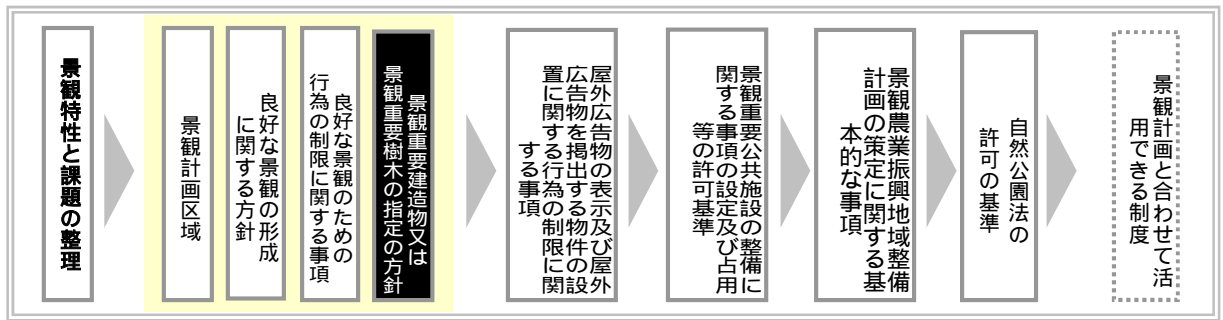 景観特性と課題の整理
景観計画区域
良好な景観の形成
に関する方針
良好な景観のための
行為の制限に関する事項
景観重要建造物又は
景観重要樹木の指定の方針
屋外広告物の表示及び屋外
広告物を掲出する物件の設
置に関する行為の制限に関
する事項
景観重要公共施設の整備に
関する事項の設定及び占用
等の許可基準
景観農業振興地域整備
計画の策定に関する基
本的な事項
自然公園法の
許可の基準
景観計画と合わせて活
用できる制度